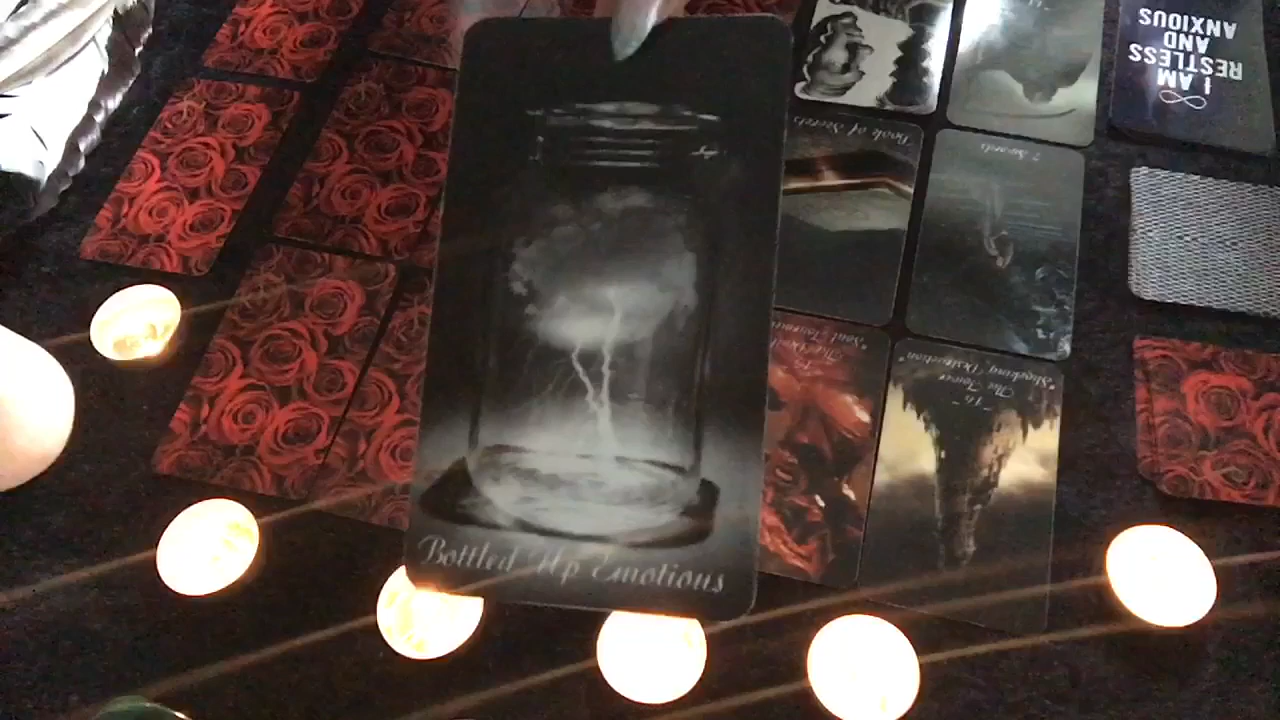 Bottled Up Emotions
I AM
RESTLESS
AND
ANXIOUS
Book of Secrets
7 Swords
"16"
The Tower
"Shocking Destruction"